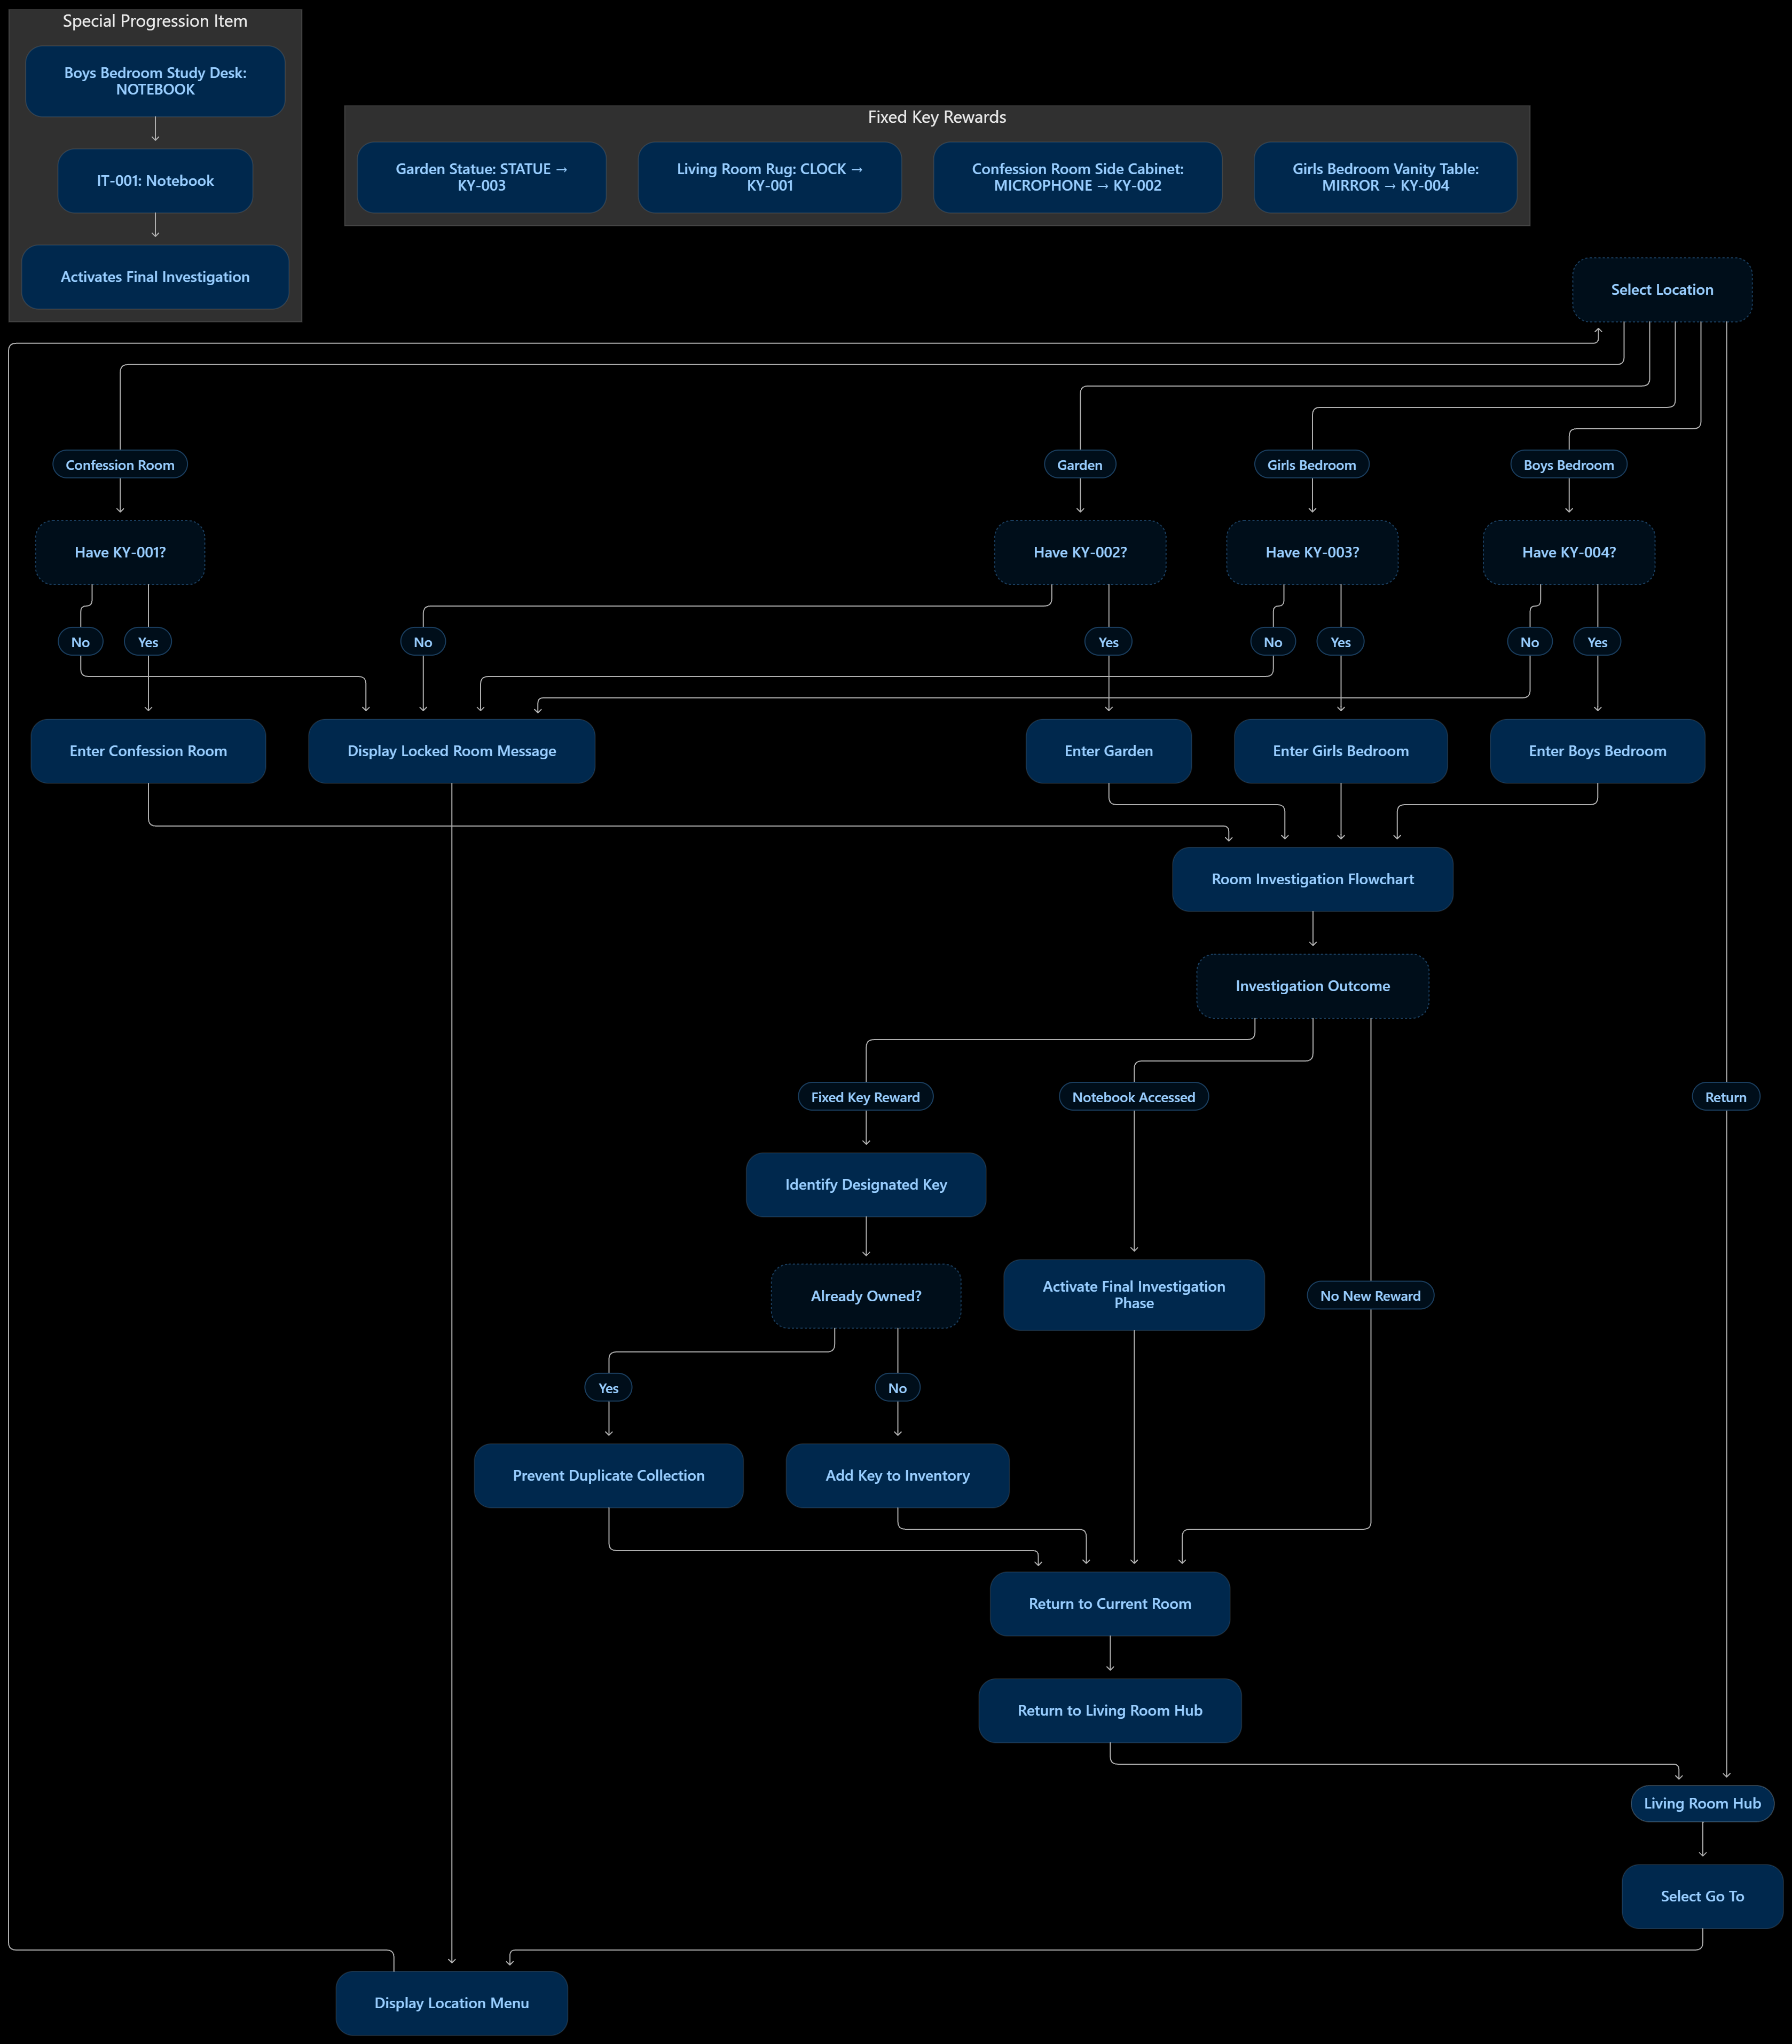 Special Progression Item
Boys Bedroom Study Desk:
NOTEBOOK
IT-001: Notebook
Activates Final Investigation
Fixed Key Rewards
Garden Statue: STATUE →
KY-003
Living Room Rug: CLOCK →
KY-001
Confession Room Side Cabinet:
MICROPHONE → KY-002
Girls Bedroom Vanity Table:
MIRROR → KY-004
Select Location
Confession Room
Garden
Girls Bedroom
Boys Bedroom
Have KY-001?
Have KY-002?
Have KY-003?
Have KY-004?
No
Yes
No
Yes
No
Yes
No
Yes
Enter Confession Room
Display Locked Room Message
Enter Garden
Enter Girls Bedroom
Enter Boys Bedroom
Room Investigation Flowchart
Investigation Outcome
Fixed Key Reward
Notebook Accessed
Return
Identify Designated Key
Already Owned?
Activate Final Investigation
Phase
No New Reward
Yes
No
Prevent Duplicate Collection
Add Key to Inventory
Return to Current Room
Return to Living Room Hub
Living Room Hub
Select Go To
Display Location Menu